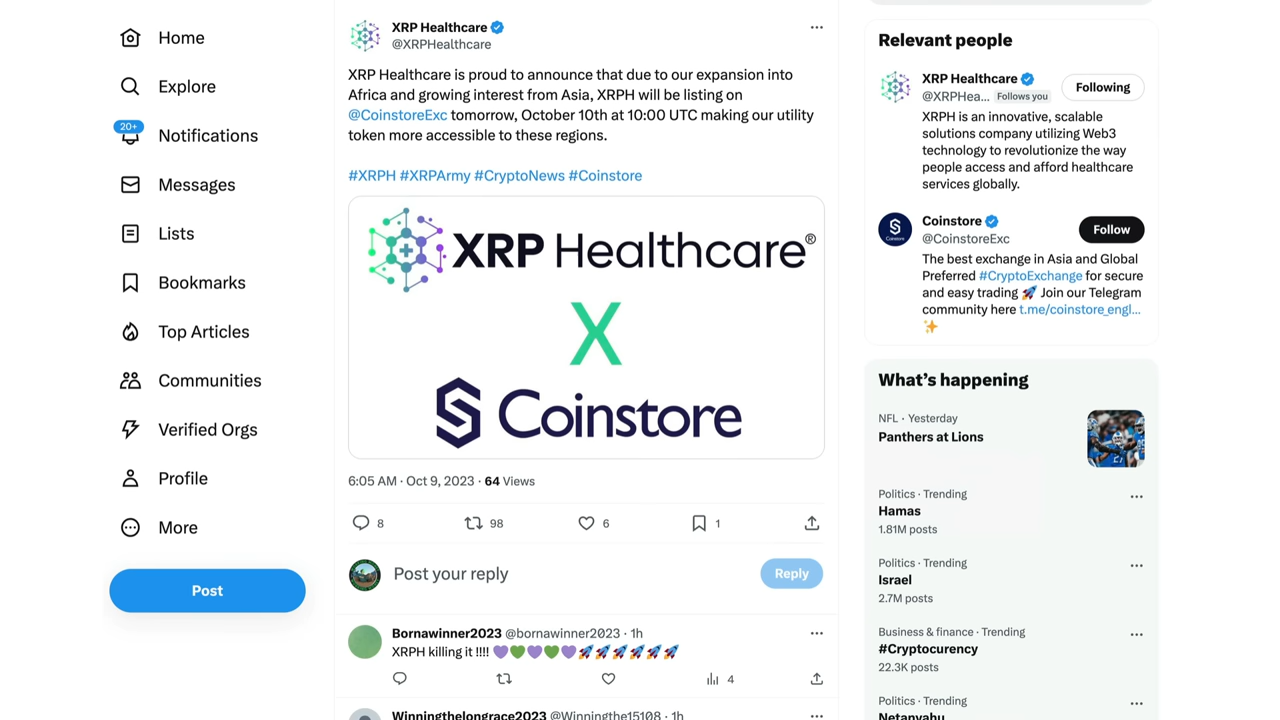 Home
Explore
20+
Notifications
Messages
Lists
Bookmarks
Top Articles
Communities
Verified Orgs
Profile
More
Post
XRP Healthcare
@XRPHealthcare
XRP Healthcare is proud to announce that due to our expansion into
Africa and growing interest from Asia, XRPH will be listing on
@CoinstoreExc tomorrow, October 10th at 10:00 UTC making our utility
token more accessible to these regions.
#XRPH #XRPArmy #CryptoNews #Coinstore
XRP Healthcare®
X
Coinstore
6:05 AM · Oct 9, 2023 · 64 Views
8 98 6 1
Post your reply
Reply
Bornawinner2023 @bornawinner2023 · 1h
XRPH killing it !!!! 💜💚💜💚💜🚀🚀🚀🚀🚀🚀
4
Winningthelongrace2023 @Winningthe15108 · 1h
Relevant people
XRP Healthcare
Following
@XRPHea... Follows you
XRPH is an innovative, scalable
solutions company utilizing Web3
technology to revolutionize the way
people access and afford healthcare
services globally.
Coinstore
Coinstore
Follow
@CoinstoreExc
The best exchange in Asia and Global
Preferred #CryptoExchange for secure
and easy trading 🚀 Join our Telegram
community here t.me/coinstore_engl...
✨
What's happening
NFL · Yesterday
Panthers at Lions
Politics · Trending
Hamas
1.81M posts
Politics · Trending
Israel
2.7M posts
Business & finance · Trending
#Cryptocurency
22.3K posts
Politics · Trending
Netanyahu